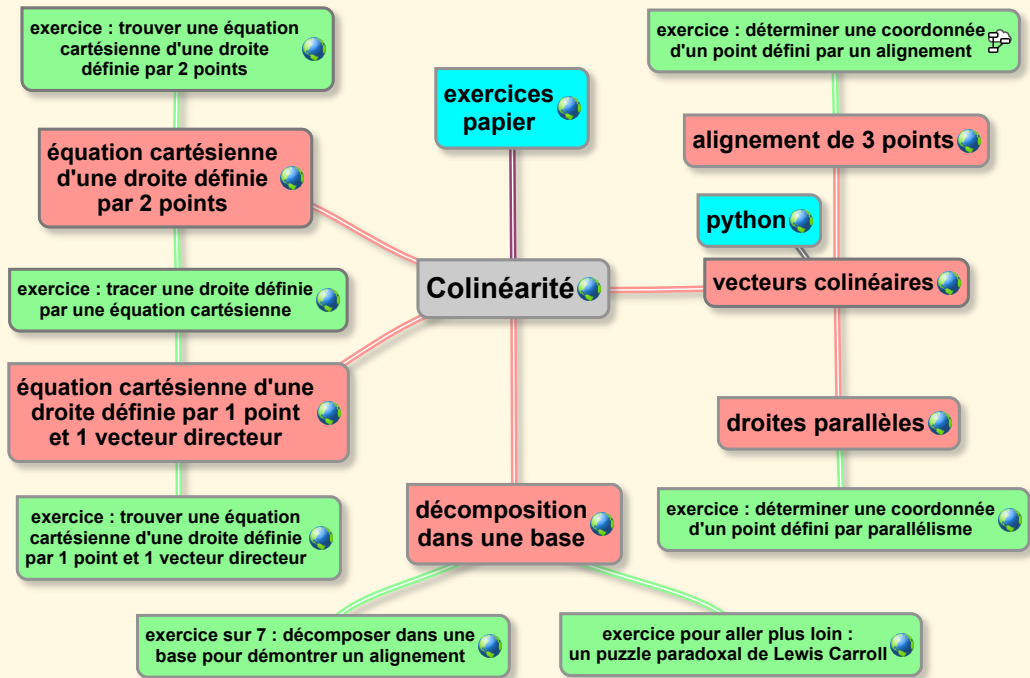 exercice : trouver une équation
cartésienne d'une droite
définie par 2 points
exercice : déterminer une coordonnée
d'un point défini par un alignement
exercices
papier
équation cartésienne
d'une droite définie
par 2 points
alignement de 3 points
python
Colinéarité
vecteurs colinéaires
exercice : tracer une droite définie
par une équation cartésienne
équation cartésienne d'une
droite définie par 1 point
et 1 vecteur directeur
droites parallèles
exercice : trouver une équation
cartésienne d'une droite définie
par 1 point et 1 vecteur directeur
décomposition
dans une base
exercice : déterminer une coordonnée
d'un point défini par parallélisme
exercice sur 7 : décomposer dans une
base pour démontrer un alignement
exercice pour aller plus loin :
un puzzle paradoxal de Lewis Carroll